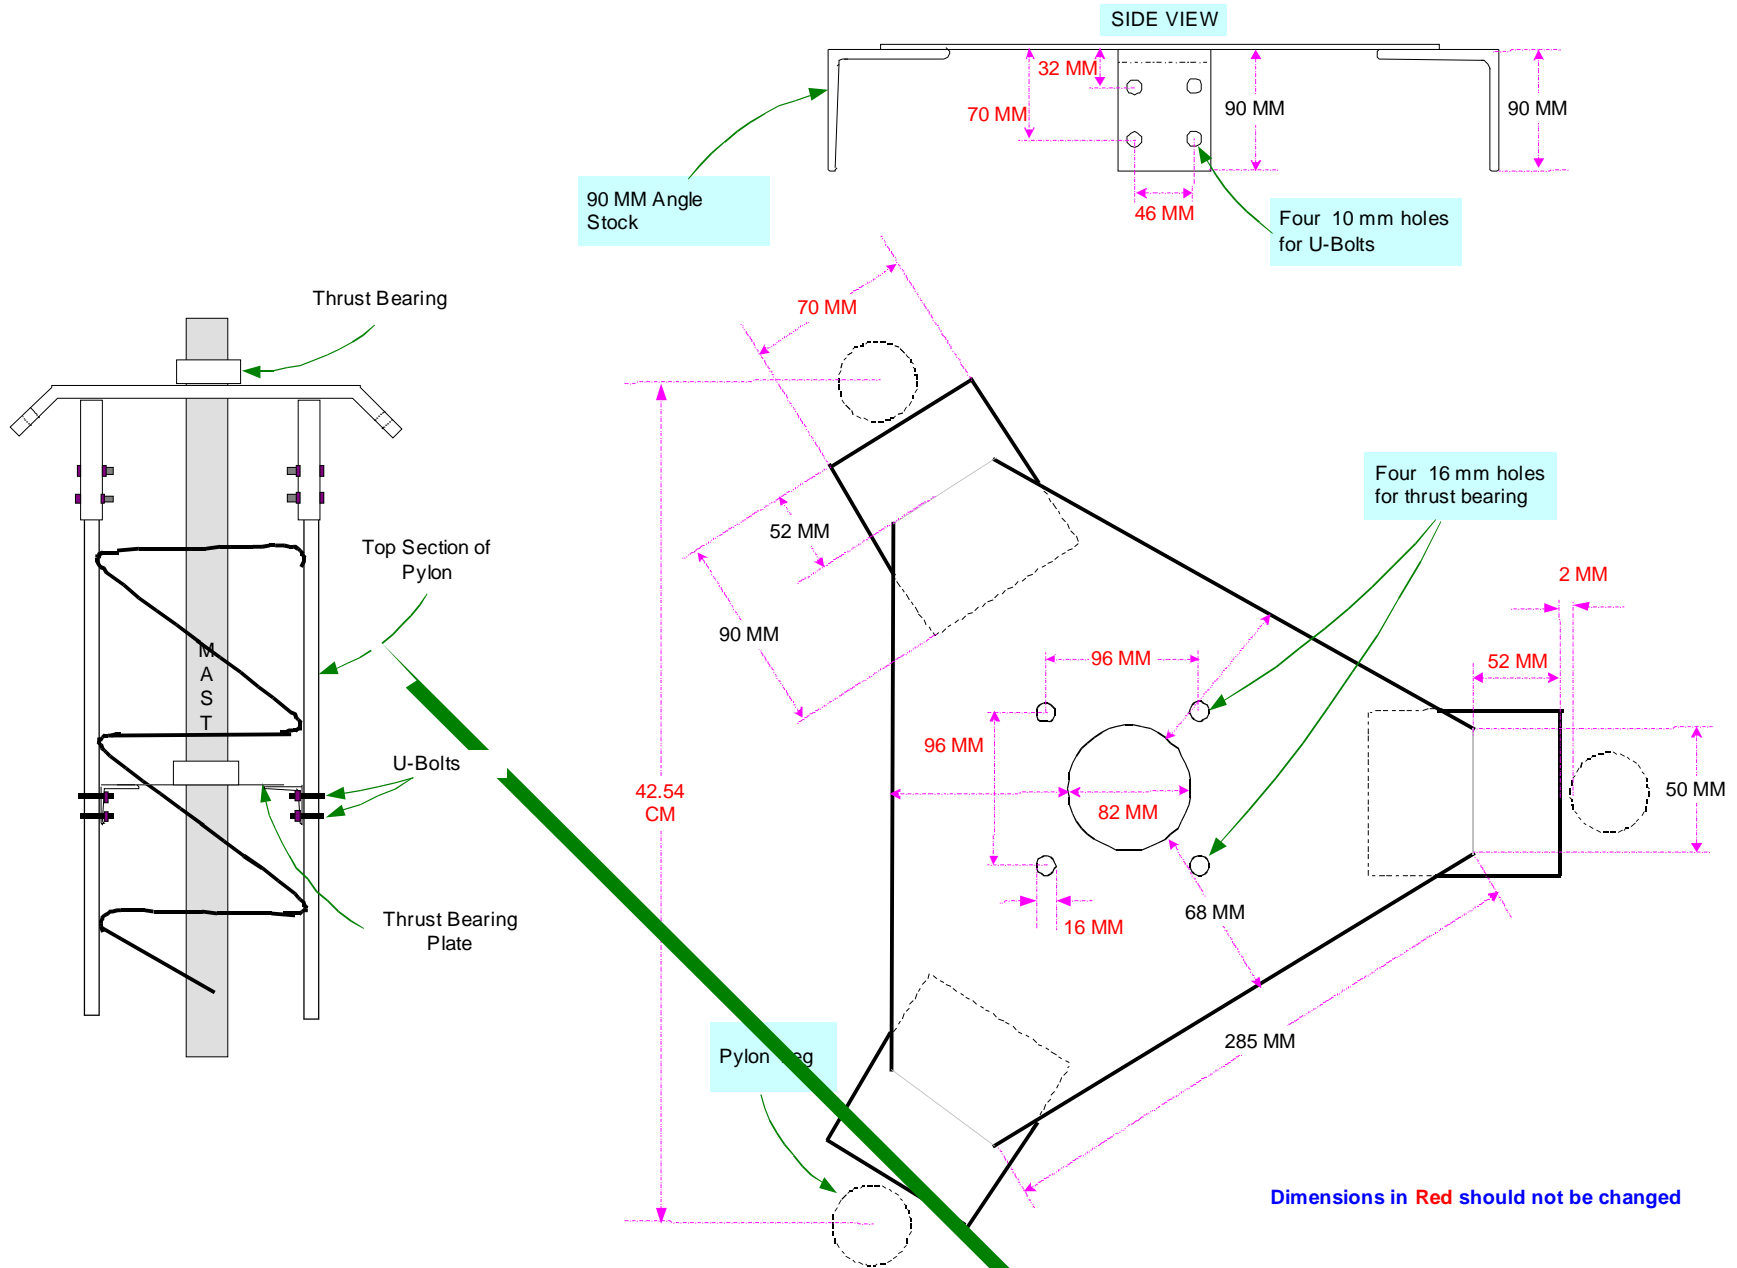 SIDE VIEW
32 MM
70 MM
90 MM
90 MM
46 MM
90 MM Angle
Stock
Four 10 mm holes
for U-Bolts
Thrust Bearing
70 MM
52 MM
90 MM
Four 16 mm holes
for thrust bearing
Top Section of
Pylon
M
A
S
T
2 MM
96 MM
52 MM
96 MM
U-Bolts
42.54
CM
82 MM
50 MM
Thrust Bearing
Plate
68 MM
16 MM
285 MM
Pylon
Dimensions in Red should not be changed